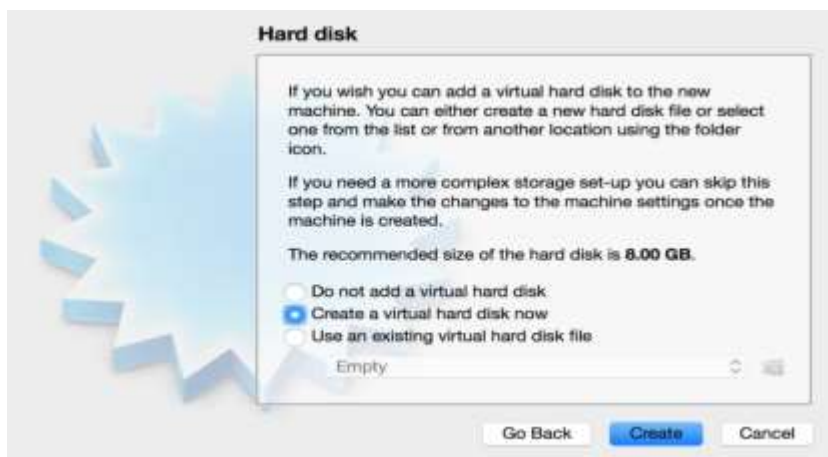 Hard disk
If you wish you can add a virtual hard disk to the new
machine. You can either create a new hard disk file or select
one from the list or from another location using the folder
icon.
If you need a more complex storage set-up you can skip this
step and make the changes to the machine settings once the
machine is created.
The recommended size of the hard disk is 8.00 GB.
Do not add a virtual hard disk
Create a virtual hard disk now
Use an existing virtual hard disk file
Empty
Go Back Create Cancel